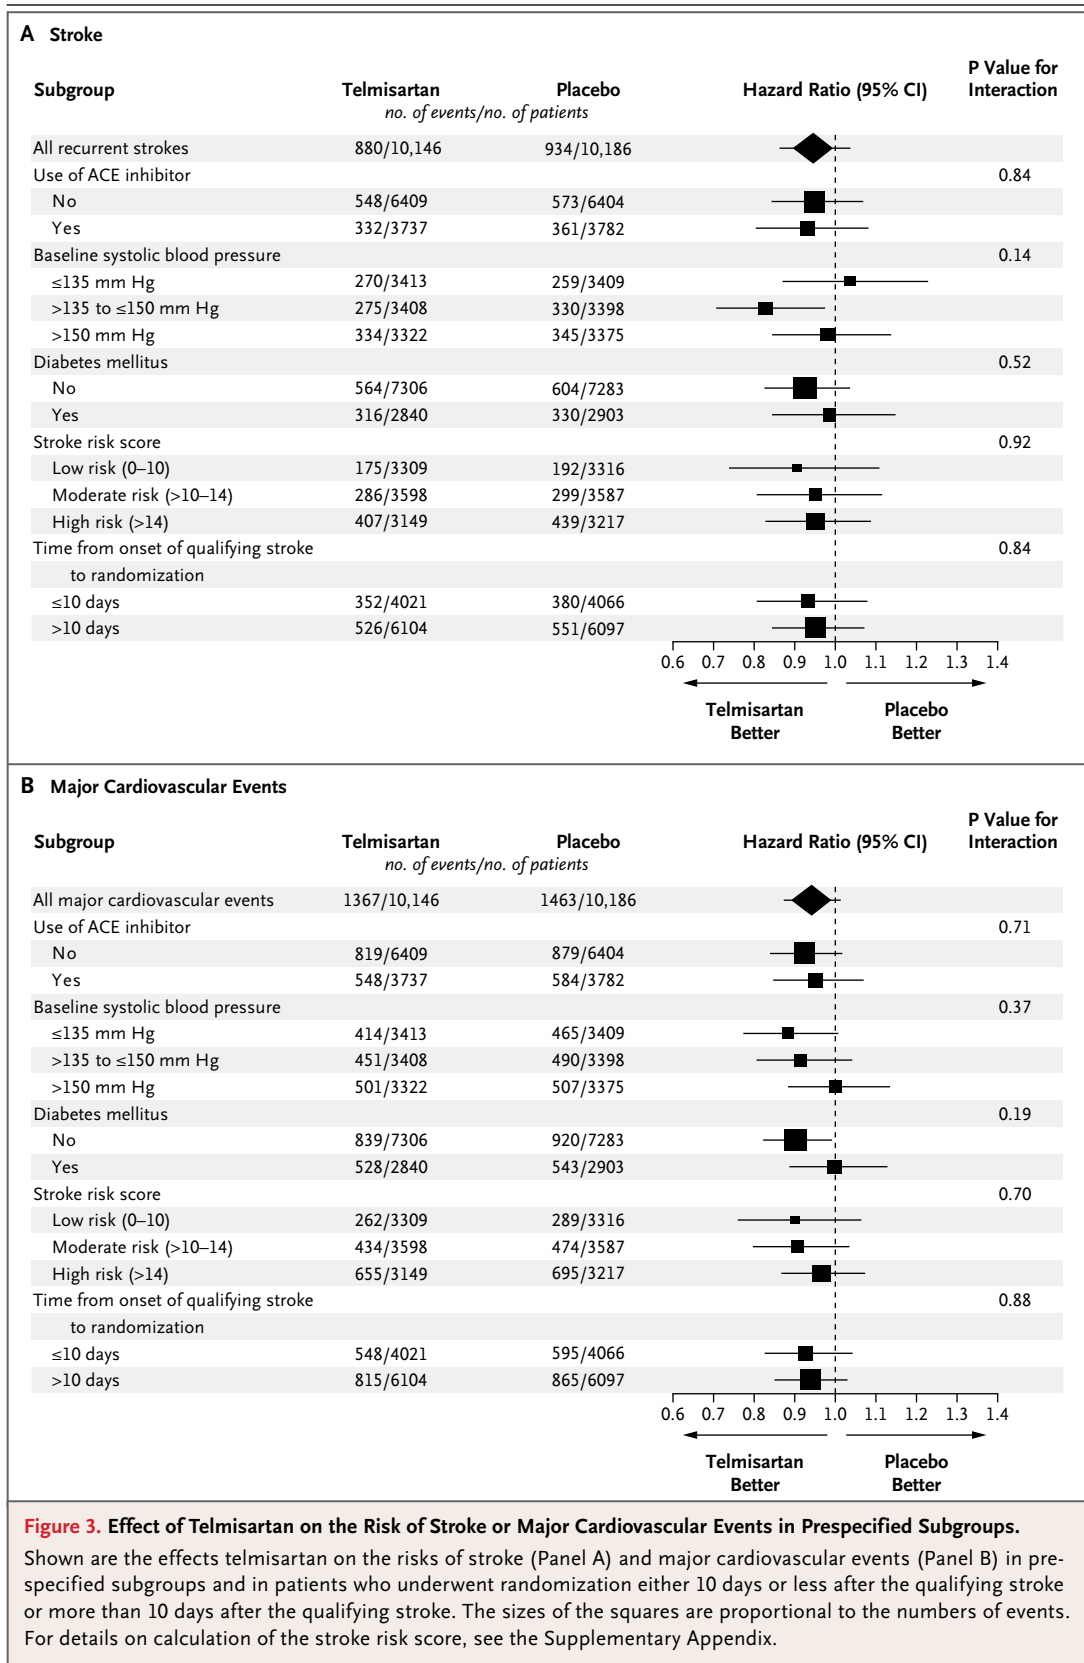 A Stroke
Subgroup Telmisartan Placebo Hazard Ratio (95% CI) P Value for Interaction
no. of events/no. of patients
All recurrent strokes 880/10,146 934/10,186
Use of ACE inhibitor 0.84
No 548/6409 573/6404
Yes 332/3737 361/3782
Baseline systolic blood pressure 0.14
≤135 mm Hg 270/3413 259/3409
>135 to ≤150 mm Hg 275/3408 330/3398
>150 mm Hg 334/3322 345/3375
Diabetes mellitus 0.52
No 564/7306 604/7283
Yes 316/2840 330/2903
Stroke risk score 0.92
Low risk (0–10) 175/3309 192/3316
Moderate risk (>10–14) 286/3598 299/3587
High risk (>14) 407/3149 439/3217
Time from onset of qualifying stroke 0.84
to randomization
≤10 days 352/4021 380/4066
>10 days 526/6104 551/6097
0.6 0.7 0.8 0.9 1.0 1.1 1.2 1.3 1.4
Telmisartan Better Placebo Better
B Major Cardiovascular Events
Subgroup Telmisartan Placebo Hazard Ratio (95% CI) P Value for Interaction
no. of events/no. of patients
All major cardiovascular events 1367/10,146 1463/10,186
Use of ACE inhibitor 0.71
No 819/6409 879/6404
Yes 548/3737 584/3782
Baseline systolic blood pressure 0.37
≤135 mm Hg 414/3413 465/3409
>135 to ≤150 mm Hg 451/3408 490/3398
>150 mm Hg 501/3322 507/3375
Diabetes mellitus 0.19
No 839/7306 920/7283
Yes 528/2840 543/2903
Stroke risk score 0.70
Low risk (0–10) 262/3309 289/3316
Moderate risk (>10–14) 434/3598 474/3587
High risk (>14) 655/3149 695/3217
Time from onset of qualifying stroke 0.88
to randomization
≤10 days 548/4021 595/4066
>10 days 815/6104 865/6097
0.6 0.7 0.8 0.9 1.0 1.1 1.2 1.3 1.4
Telmisartan Better Placebo Better
Figure 3. Effect of Telmisartan on the Risk of Stroke or Major Cardiovascular Events in Prespecified Subgroups.
Shown are the effects telmisartan on the risks of stroke (Panel A) and major cardiovascular events (Panel B) in pre-
specified subgroups and in patients who underwent randomization either 10 days or less after the qualifying stroke
or more than 10 days after the qualifying stroke. The sizes of the squares are proportional to the numbers of events.
For details on calculation of the stroke risk score, see the Supplementary Appendix.